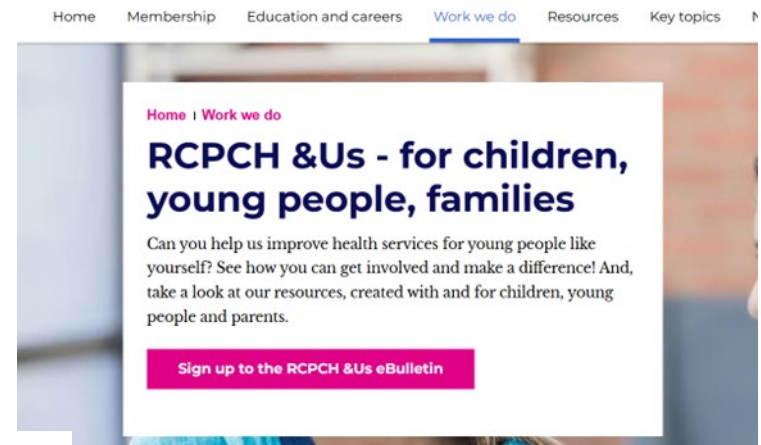 Home Membership Education and careers Work we do Resources Key topics
Home | Work we do
RCPCH &Us - for children,
young people, families
Can you help us improve health services for young people like
yourself? See how you can get involved and make a difference! And,
take a look at our resources, created with and for children, young
people and parents.
Sign up to the RCPCH &Us eBulletin